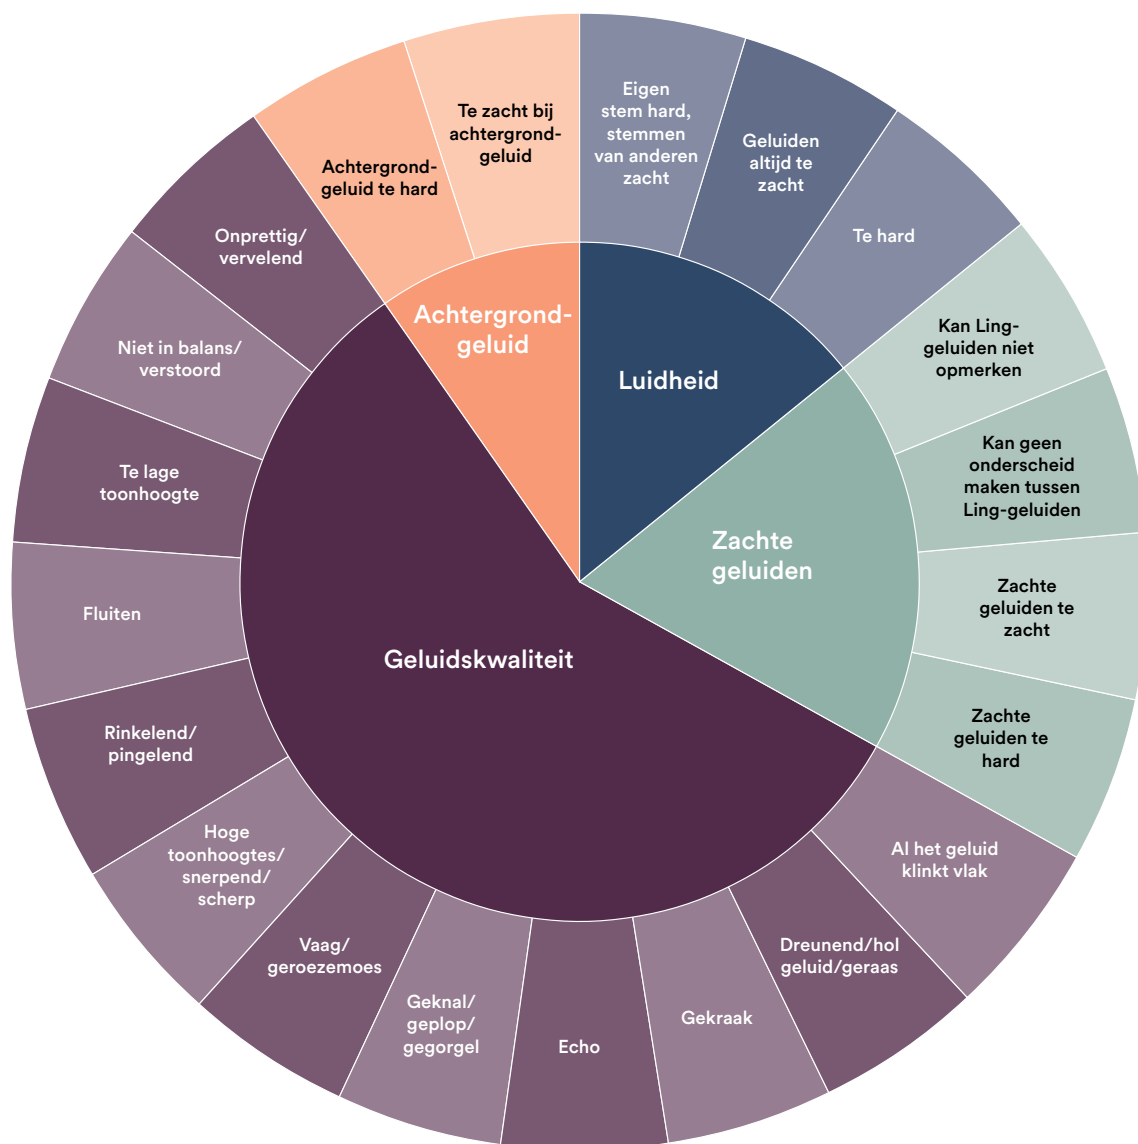 Eigen
stem hard,
stemmen
van anderen
zacht
Geluiden
altijd te
zacht
Te hard
Kan Ling-
geluiden niet
opmerken
Kan geen
onderscheid
maken tussen
Ling-geluiden
Zachte
geluiden te
zacht
Zachte
geluiden te
hard
Al het geluid
klinkt vlak
Dreunend/hol
geluid/geraas
Gekraak
Echo
Geknal/
geplop/
gegorgel
Vaag/
geroezemoes
Hoge
toonhoogtes/
snerpend/
scherp
Rinkelend/
pingelend
Fluiten
Te lage
toonhoogte
Niet in balans/
verstoord
Onprettig/
vervelend
Achtergrond-
geluid te hard
Te zacht bij
achtergrond-
geluid
Achtergrond-
geluid
Luidheid
Zachte
geluiden
Geluidskwaliteit